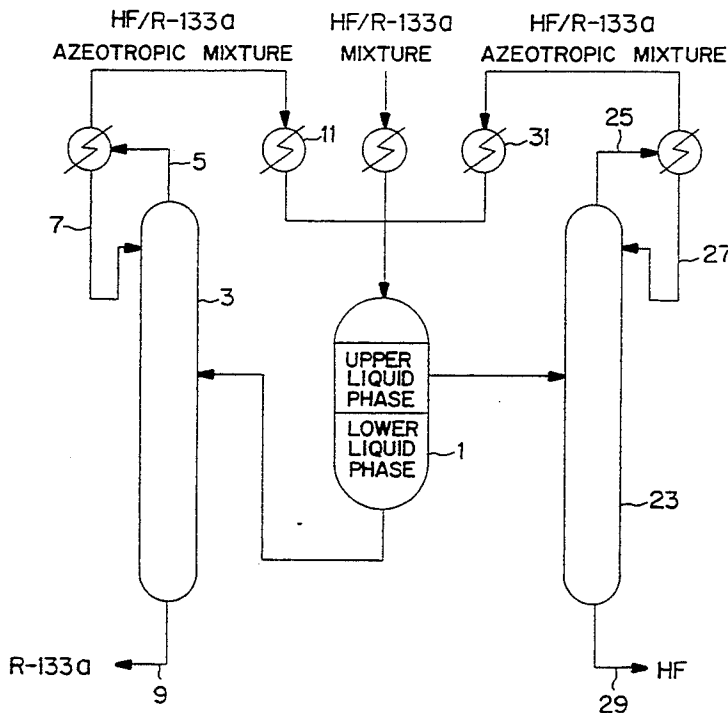 HF/R-133a
AZEOTROPIC MIXTURE
HF/R-133a
MIXTURE
HF/R-133a
AZEOTROPIC MIXTURE
11
31
25
5
7
27
3
UPPER
LIQUID
PHASE
LOWER
LIQUID
PHASE
1
23
R-133a
9
29
HF